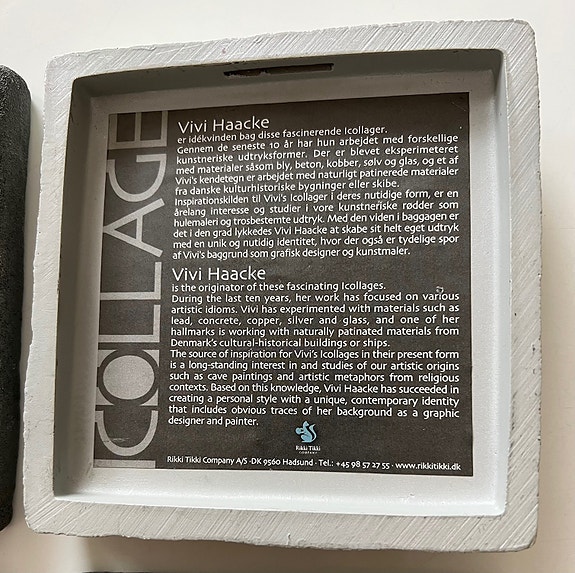 ICOLLAGE
Vivi Haacke
er idékvinden bag disse fascinerende Icollager.
Gennem de seneste 10 år har hun arbejdet med forskellige
kunstneriske udtryksformer. Der er blevet eksperimenteret
med materialer såsom bly, beton, kobber, sølv og glas, og et af
Vivi's kendetegn er arbejdet med naturligt patinerede materialer
fra danske kulturhistoriske bygninger eller skibe.
Inspirationskilden til Vivi's Icollager i deres nutidige form, er en
årelang interesse og studier i vore kunstneriske rødder som
hulemaleri og trosbestemte udtryk. Med den viden i baggagen er
det i den grad lykkedes Vivi Haacke at skabe sit helt eget udtryk
med en unik og nutidig identitet, hvor der også er tydelige spor
af Vivi's baggrund som grafisk designer og kunstmaler.
Vivi Haacke
is the originator of these fascinating Icollages.
During the last ten years, her work has focused on various
artistic idioms. Vivi has experimented with materials such as
lead, concrete, copper, silver and glass, and one of her
hallmarks is working with naturally patinated materials from
Denmark's cultural-historical buildings or ships.
The source of inspiration for Vivi's Icollages in their present form
is a long-standing interest in and studies of our artistic origins
such as cave paintings and artistic metaphors from religious
contexts. Based on this knowledge, Vivi Haacke has succeeded in
creating a personal style with a unique, contemporary identity
that includes obvious traces of her background as a graphic
designer and painter.
Rikki Tikki
COMPANY
Rikki Tikki Company A/S · DK 9560 Hadsund · Tel.: +45 98 57 27 55 · www.rikkitikki.dk